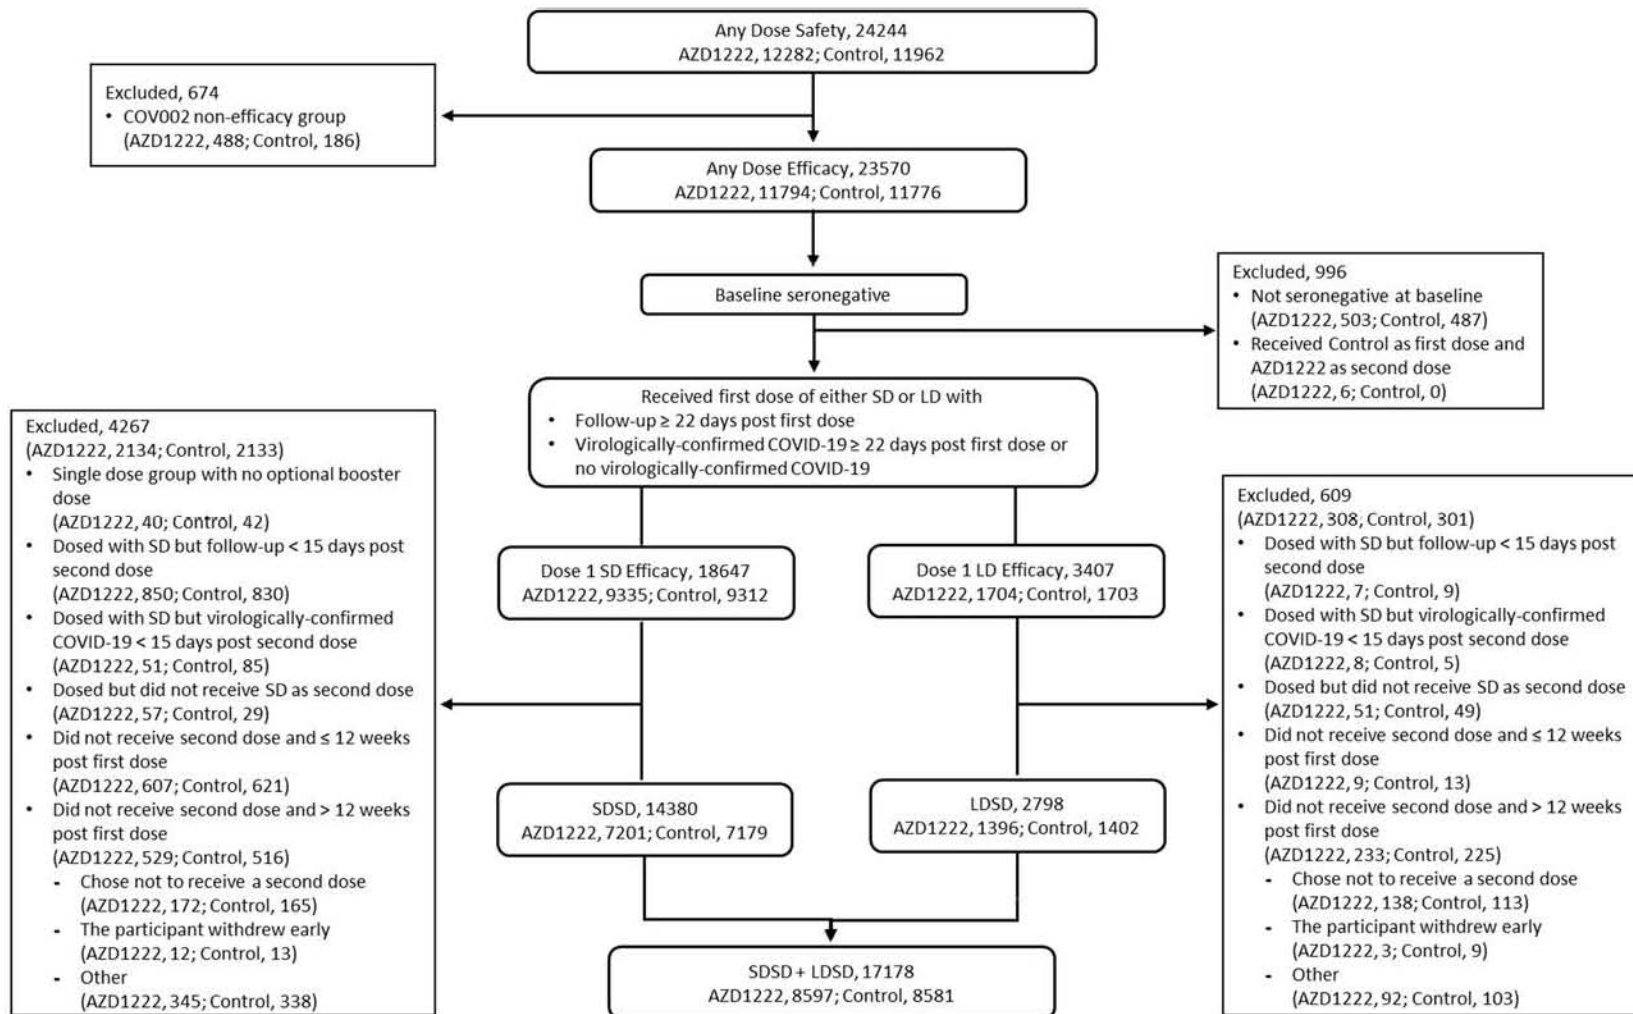 Any Dose Safety, 24244
AZD1222, 12282; Control, 11962
Excluded, 674
• COV002 non-efficacy group
(AZD1222, 488; Control, 186)
Any Dose Efficacy, 23570
AZD1222, 11794; Control, 11776
Baseline seronegative
Excluded, 996
• Not seronegative at baseline
(AZD1222, 503; Control, 487)
• Received Control as first dose and
AZD1222 as second dose
(AZD1222, 6; Control, 0)
Received first dose of either SD or LD with
• Follow-up ≥ 22 days post first dose
• Virologically-confirmed COVID-19 ≥ 22 days post first dose or
no virologically-confirmed COVID-19
Excluded, 4267
(AZD1222, 2134; Control, 2133)
• Single dose group with no optional booster
dose
(AZD1222, 40; Control, 42)
• Dosed with SD but follow-up < 15 days post
second dose
(AZD1222, 850; Control, 830)
• Dosed with SD but virologically-confirmed
COVID-19 < 15 days post second dose
(AZD1222, 51; Control, 85)
• Dosed but did not receive SD as second dose
(AZD1222, 57; Control, 29)
• Did not receive second dose and ≤ 12 weeks
post first dose
(AZD1222, 607; Control, 621)
• Did not receive second dose and > 12 weeks
post first dose
(AZD1222, 529; Control, 516)
- Chose not to receive a second dose
(AZD1222, 172; Control, 165)
- The participant withdrew early
(AZD1222, 12; Control, 13)
- Other
(AZD1222, 345; Control, 338)
Dose 1 SD Efficacy, 18647
AZD1222, 9335; Control, 9312
Dose 1 LD Efficacy, 3407
AZD1222, 1704; Control, 1703
Excluded, 609
(AZD1222, 308, Control, 301)
• Dosed with SD but follow-up < 15 days post
second dose
(AZD1222, 7; Control, 9)
• Dosed with SD but virologically-confirmed
COVID-19 < 15 days post second dose
(AZD1222, 8; Control, 5)
• Dosed but did not receive SD as second dose
(AZD1222, 51; Control, 49)
• Did not receive second dose and ≤ 12 weeks
post first dose
(AZD1222, 9; Control, 13)
• Did not receive second dose and > 12 weeks
post first dose
(AZD1222, 233; Control, 225)
- Chose not to receive a second dose
(AZD1222, 138; Control, 113)
- The participant withdrew early
(AZD1222, 3; Control, 9)
- Other
(AZD1222, 92; Control, 103)
SDSD, 14380
AZD1222, 7201; Control, 7179
LDSD, 2798
AZD1222, 1396; Control, 1402
SDSD + LDSD, 17178
AZD1222, 8597; Control, 8581